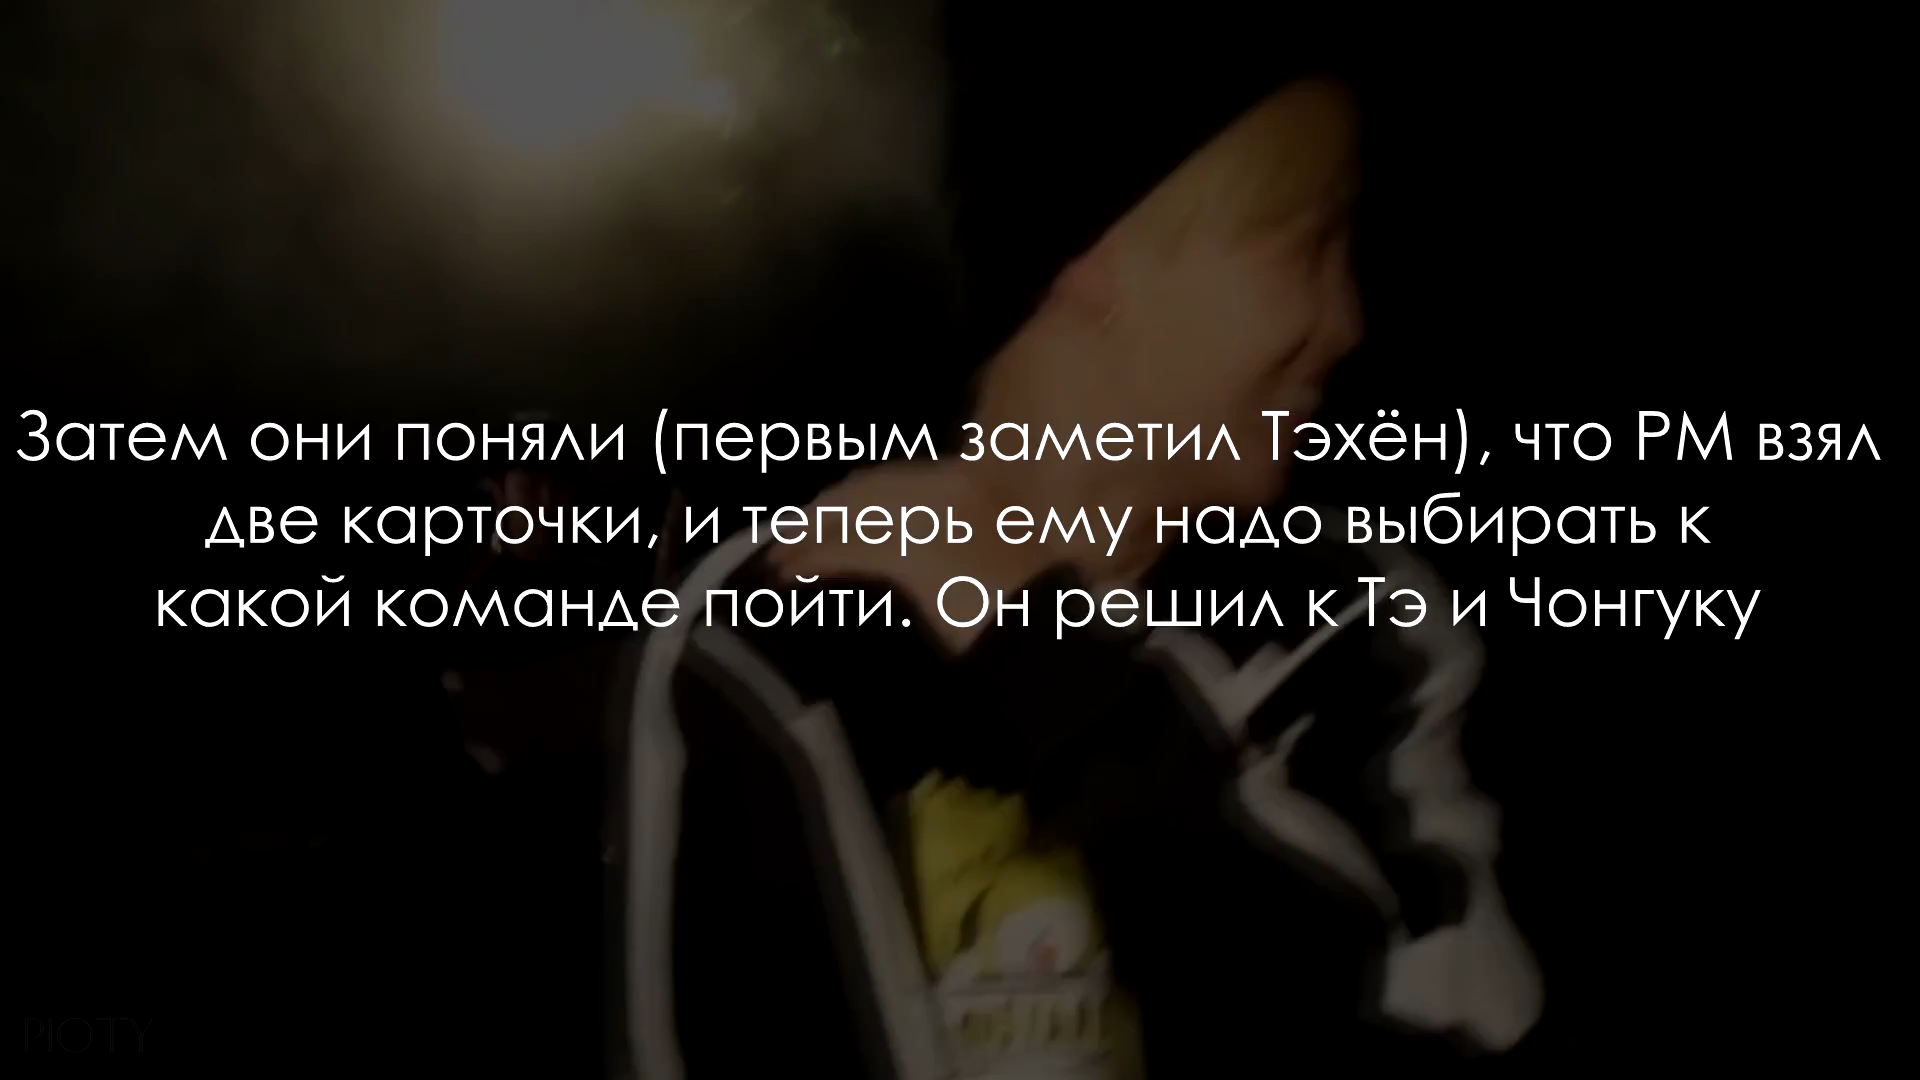 Затем они поняли (первым заметил Тэхён), что РМ взял
две карточки, и теперь ему надо выбирать к
какой команде пойти. Он решил к Тэ и Чонгуку
PIOTY